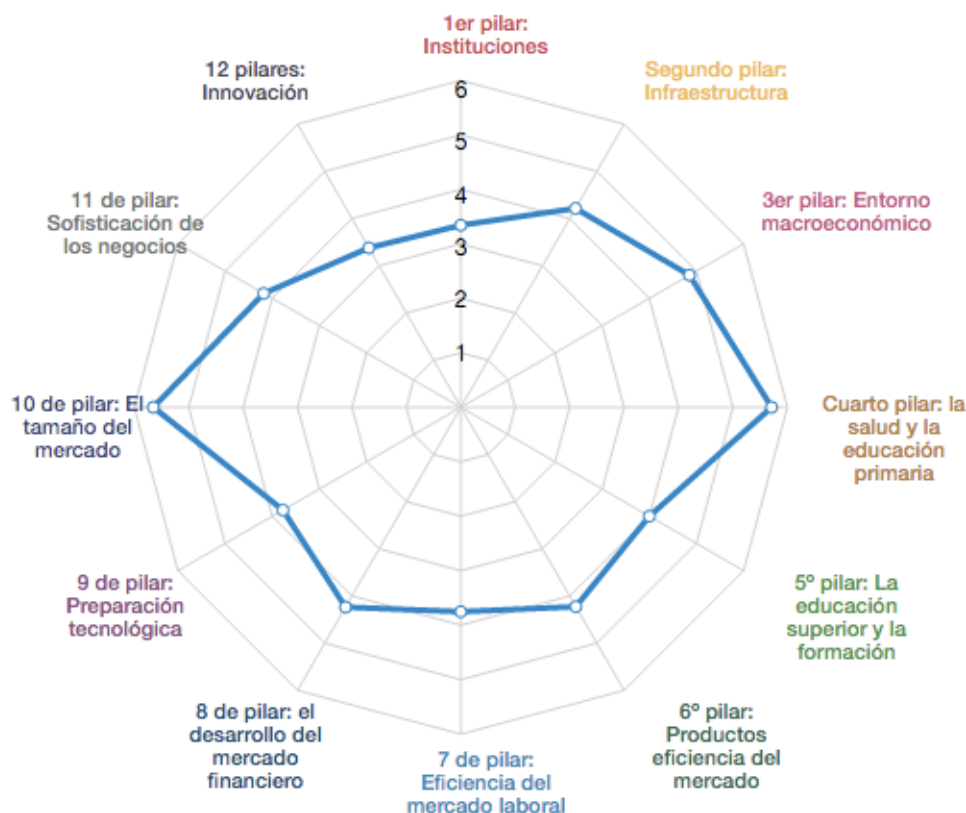 1er pilar:
Instituciones
Segundo pilar:
Infraestructura
3er pilar: Entorno
macroeconómico
Cuarto pilar: la
salud y la
educación
primaria
5º pilar: La
educación
superior y la
formación
6º pilar:
Productos
eficiencia del
mercado
7 de pilar:
Eficiencia del
mercado laboral
8 de pilar: el
desarrollo del
mercado
financiero
9 de pilar:
Preparación
tecnológica
10 de pilar: El
tamaño del
mercado
11 de pilar:
Sofisticación de
los negocios
12 pilares:
Innovación
6
5
4
3
2
1